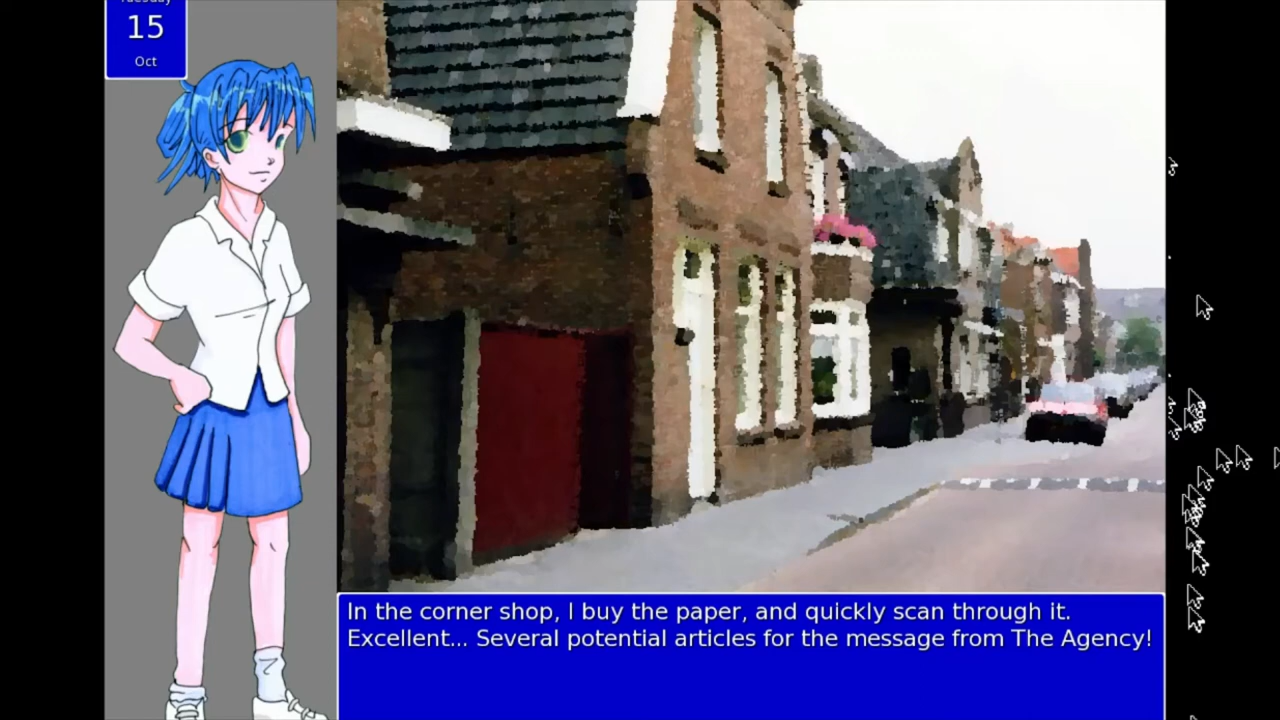 Tuesday
15
Oct
In the corner shop, I buy the paper, and quickly scan through it.
Excellent... Several potential articles for the message from The Agency!